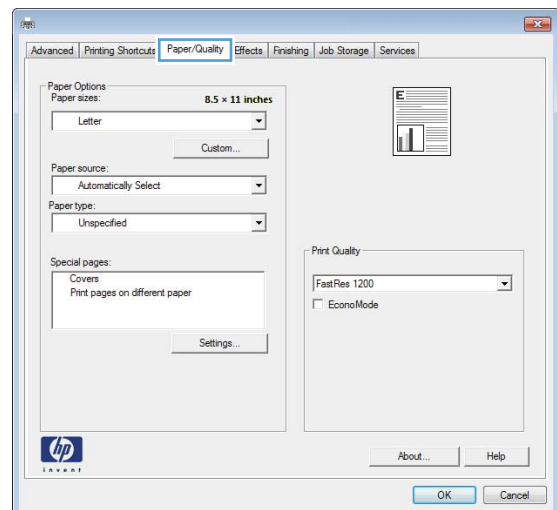 Advanced Printing Shortcuts Paper/Quality Effects Finishing Job Storage Services
Paper Options
Paper sizes: 8.5 × 11 inches
Letter
Custom...
Paper source:
Automatically Select
Paper type:
Unspecified
Special pages:
Covers
Print pages on different paper
Settings...
E
Print Quality
FastRes 1200
EconoMode
hp
invent
About... Help
OK Cancel